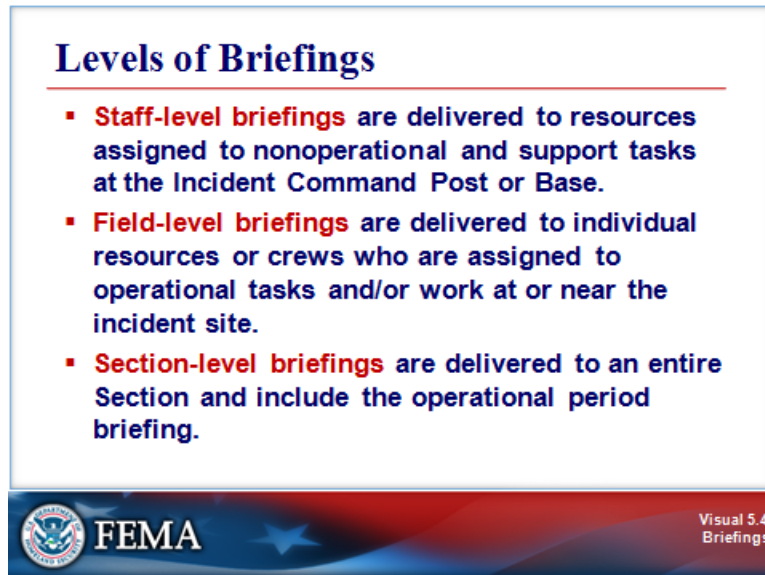 Levels of Briefings
▪ Staff-level briefings are delivered to resources
assigned to nonoperational and support tasks
at the Incident Command Post or Base.
▪ Field-level briefings are delivered to individual
resources or crews who are assigned to
operational tasks and/or work at or near the
incident site.
▪ Section-level briefings are delivered to an entire
Section and include the operational period
briefing.
FEMA
Visual 5.4
Briefings